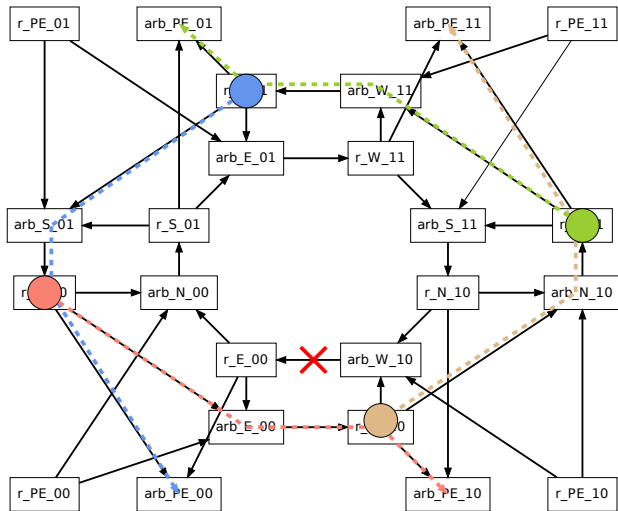 r_PE_01 arb_PE_01 arb_PE_11 r_PE_11
arb_W_11
arb_E_01 r_W_11
arb_S_01 r_S_01 arb_S_11
arb_N_00 r_N_10 arb_N_10
r_E_00 arb_W_10
arb_E_00
r_PE_00 arb_PE_00 arb_PE_10 r_PE_10